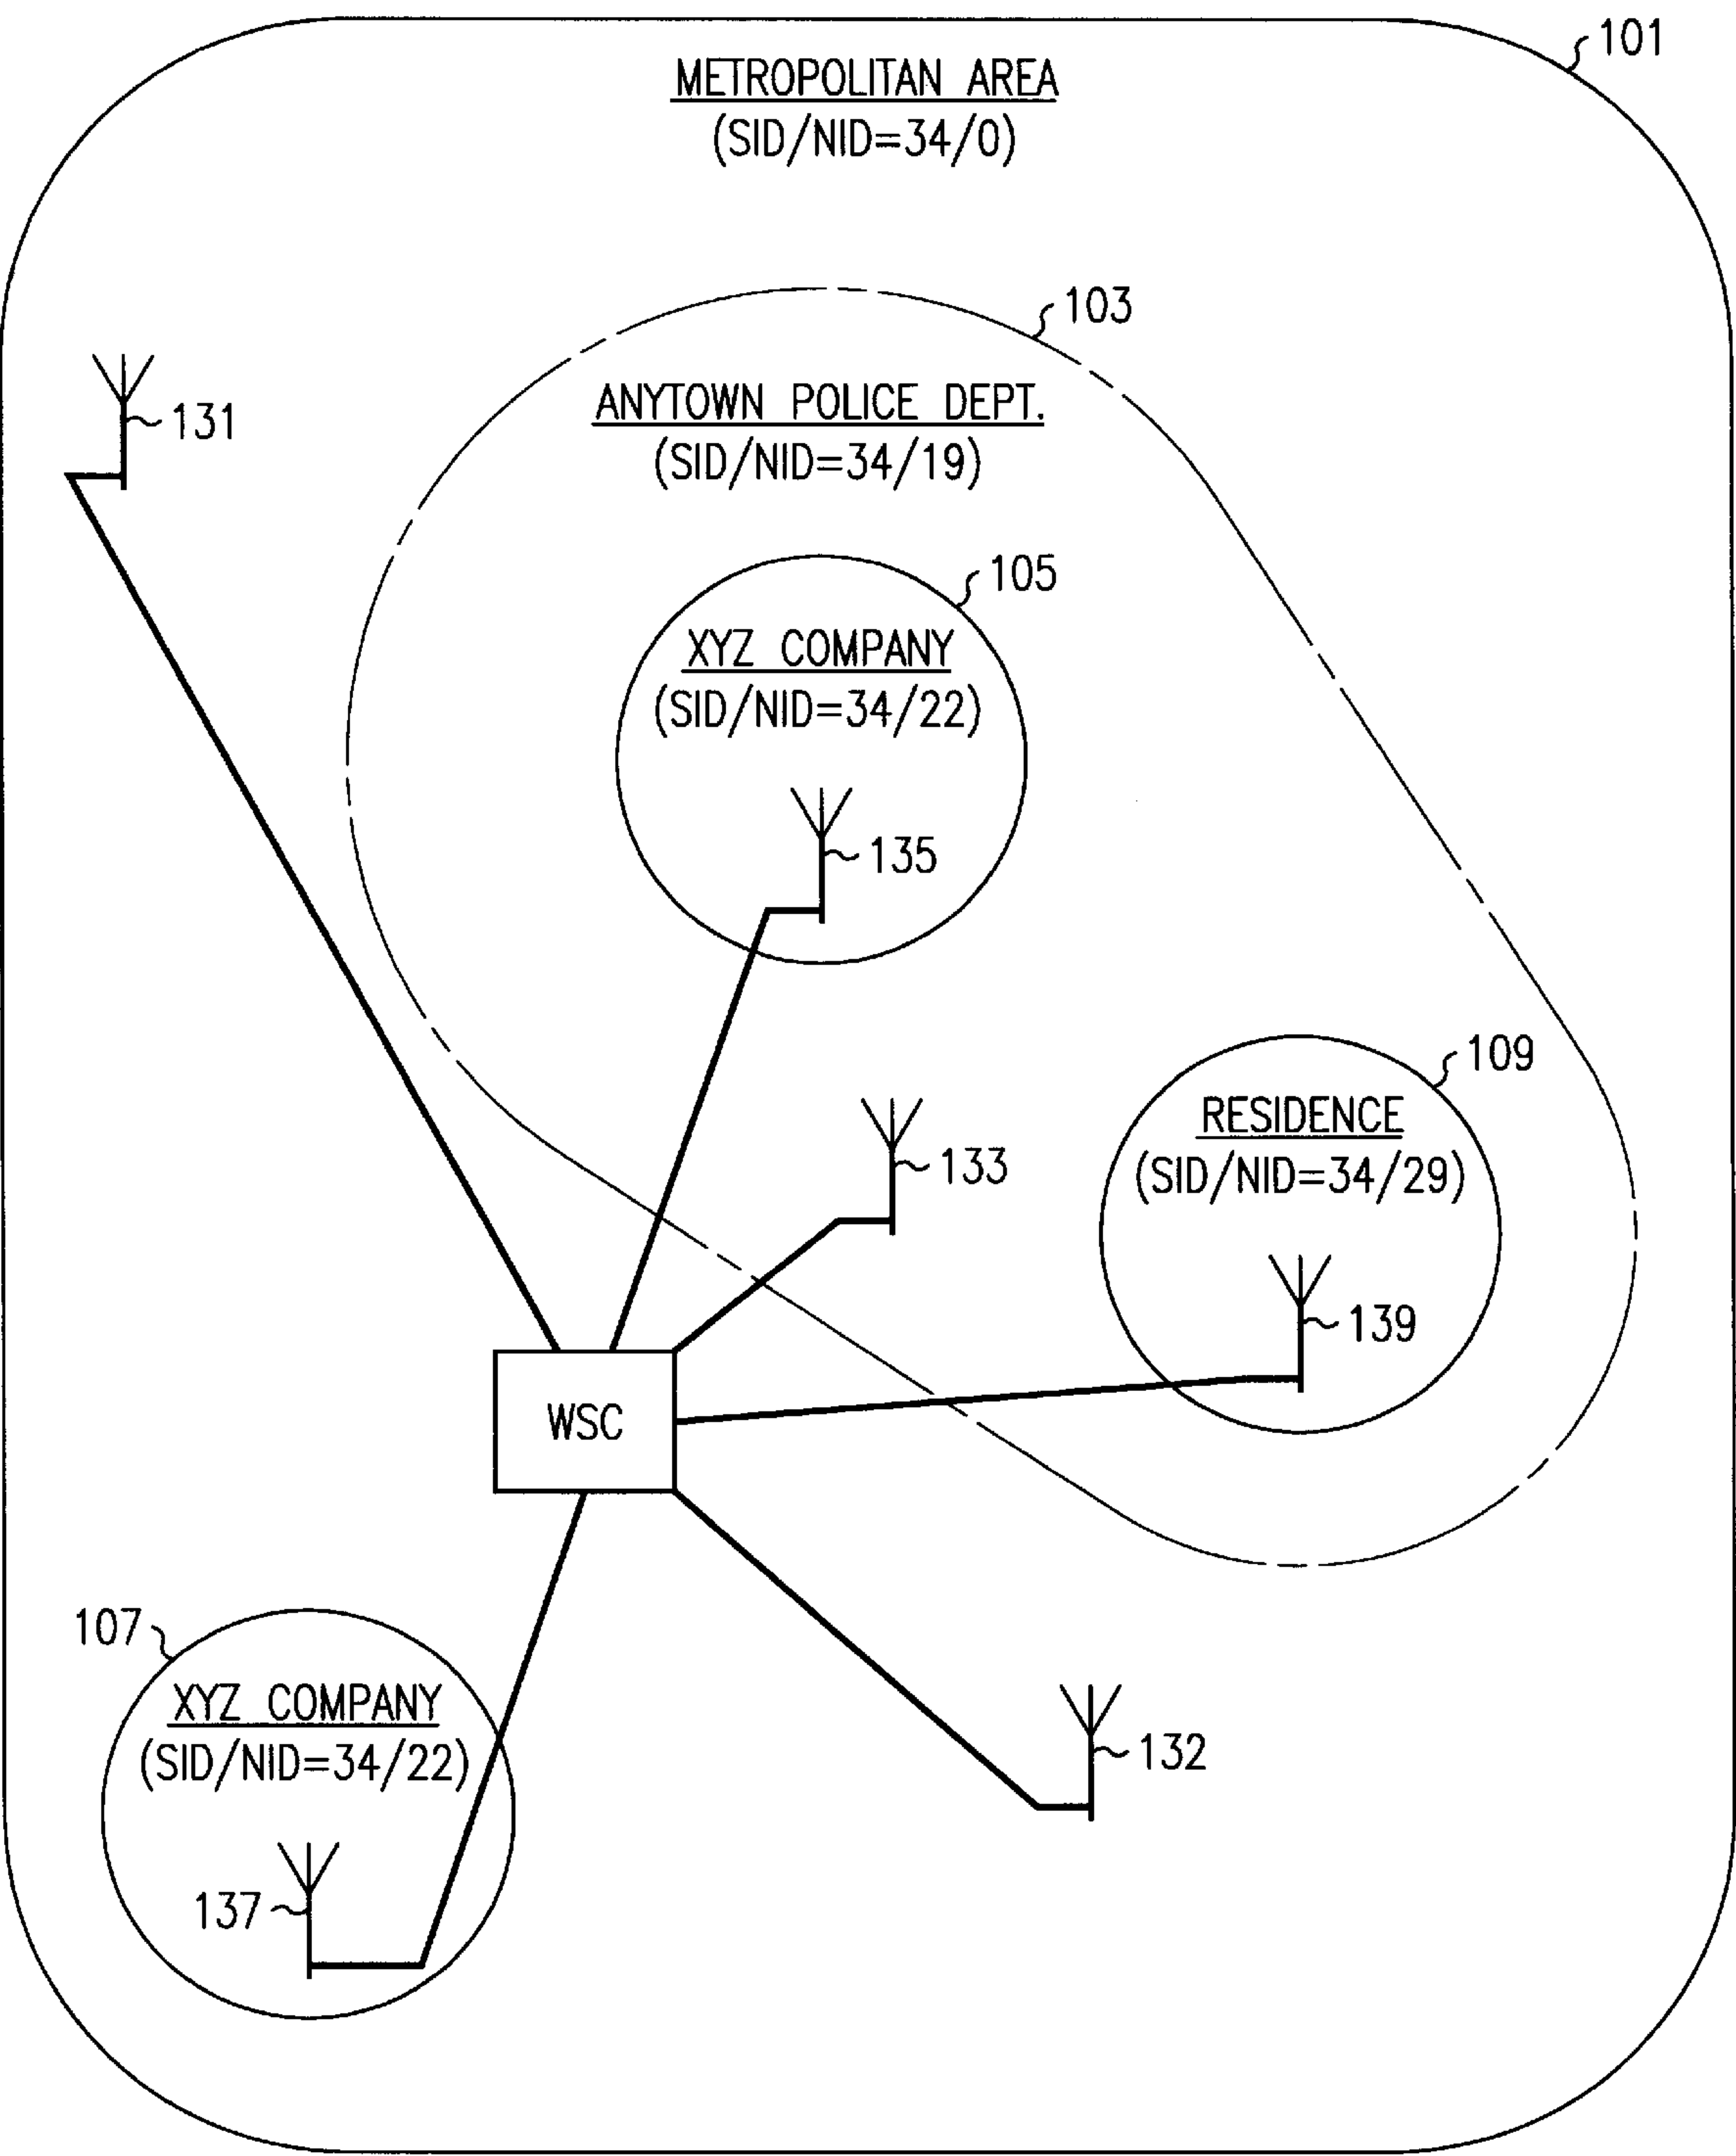 101
METROPOLITAN AREA
(SID/NID=34/0)
103
ANYTOWN POLICE DEPT.
(SID/NID=34/19)
131
105
XYZ COMPANY
(SID/NID=34/22)
135
109
RESIDENCE
(SID/NID=34/29)
133
139
WSC
107
XYZ COMPANY
(SID/NID=34/22)
132
137